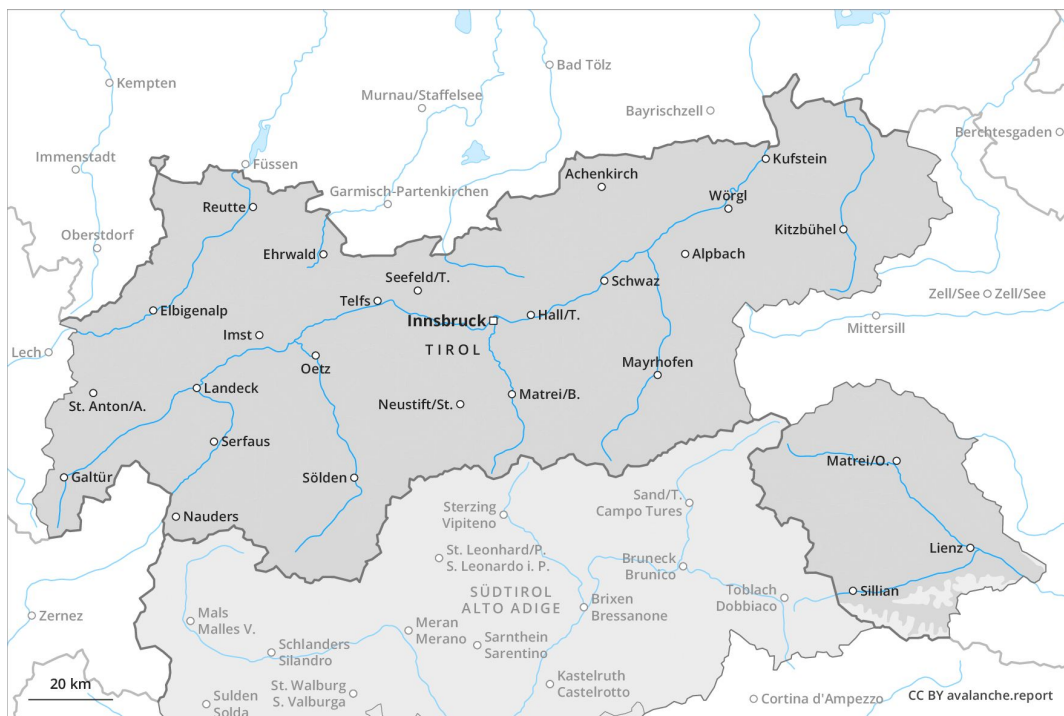 Kempten
Bad Tölz
Murnau/Staffelsee
Bayrischzell
Berchtesgaden
Immenstadt
Füssen
Kufstein
Garmisch-Partenkirchen
Achenkirch
Reutte
Wörgl
Oberstdorf
Kitzbühel
Ehrwald
Alpbach
Seefeld/T.
Schwaz
Zell/See
Zell/See
Telfs
Elbigenalp
Hall/T.
Innsbruck
Mittersill
Imst
TIROL
Lech
Oetz
Mayrhofen
Landeck
St. Anton/A.
Neustift/St.
Matrei/B.
Serfaus
Matrei/O.
Galtür
Sölden
Sand/T.
Campo Tures
Sterzing
Vipiteno
Nauders
Lienz
St. Leonhard/P.
S. Leonardo i. P.
Bruneck
Brunico
SÜDTIROL
ALTO ADIGE
Sillian
Toblach
Dobbiaco
Brixen
Bressanone
Zernez
Mals
Malles V.
Meran
Merano
Sarnthein
Sarentino
Schlanders
Silandro
Kastelruth
Castelrotto
20 km
St. Walburg
S. Valburga
Sulden
Solda
Cortina d'Ampezzo
CC BY avalanche.report